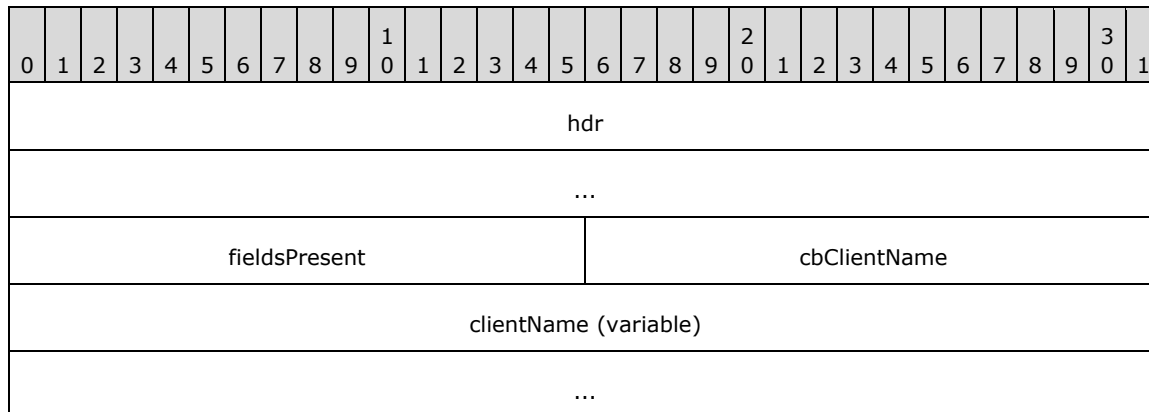 1 2 3
0 1 2 3 4 5 6 7 8 9 0 1 2 3 4 5 6 7 8 9 0 1 2 3 4 5 6 7 8 9 0 1
hdr
...
fieldsPresent cbClientName
clientName (variable)
...